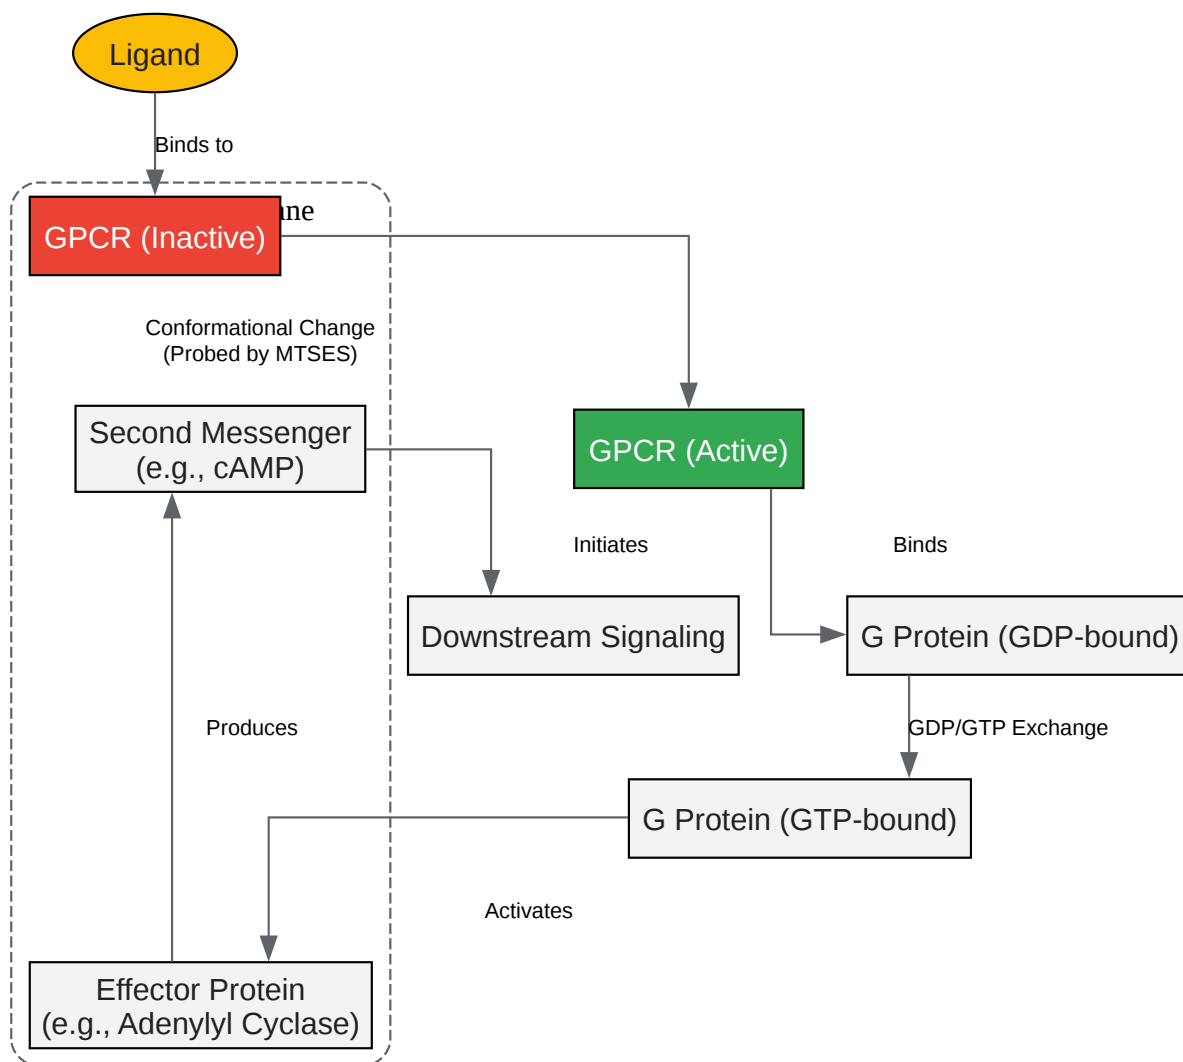 Ligand
Binds to
GPCR (Inactive)
Conformational Change
(Probed by MTSES)
Second Messenger
(e.g., cAMP)
GPCR (Active)
Initiates
Binds
Downstream Signaling
G Protein (GDP-bound)
Produces
GDP/GTP Exchange
G Protein (GTP-bound)
Activates
Effector Protein
(e.g., Adenylyl Cyclase)